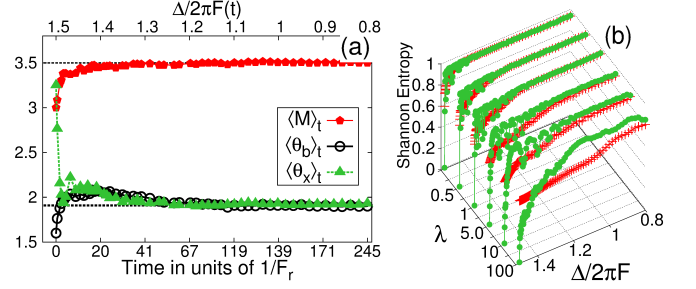 Δ/2πF(t)
1.5 1.4 1.3 1.2 1.1 1 0.9 0.8
(a)
3.5
3
2.5
2
1.5
⟨M⟩t
⟨θb⟩t
⟨θx⟩t
0 20 41 67 119 139 171 245
Time in units of 1/Fr
(b)
Shannon Entropy
1
0.8
0.6
0.4
0.2
0
0.5
1
5.0
10
100
λ
1.4
1.2
1
0.8
Δ/2πF